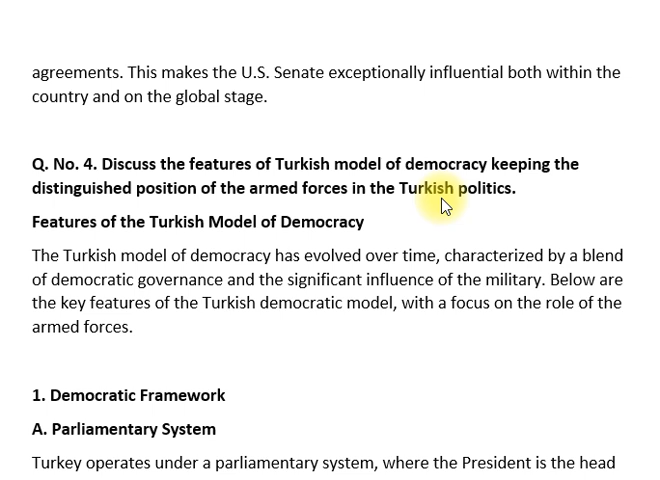 agreements. This makes the U.S. Senate exceptionally influential both within the
country and on the global stage.
Q. No. 4. Discuss the features of Turkish model of democracy keeping the
distinguished position of the armed forces in the Turkish politics.
Features of the Turkish Model of Democracy
The Turkish model of democracy has evolved over time, characterized by a blend
of democratic governance and the significant influence of the military. Below are
the key features of the Turkish democratic model, with a focus on the role of the
armed forces.
1. Democratic Framework
A. Parliamentary System
Turkey operates under a parliamentary system, where the President is the head